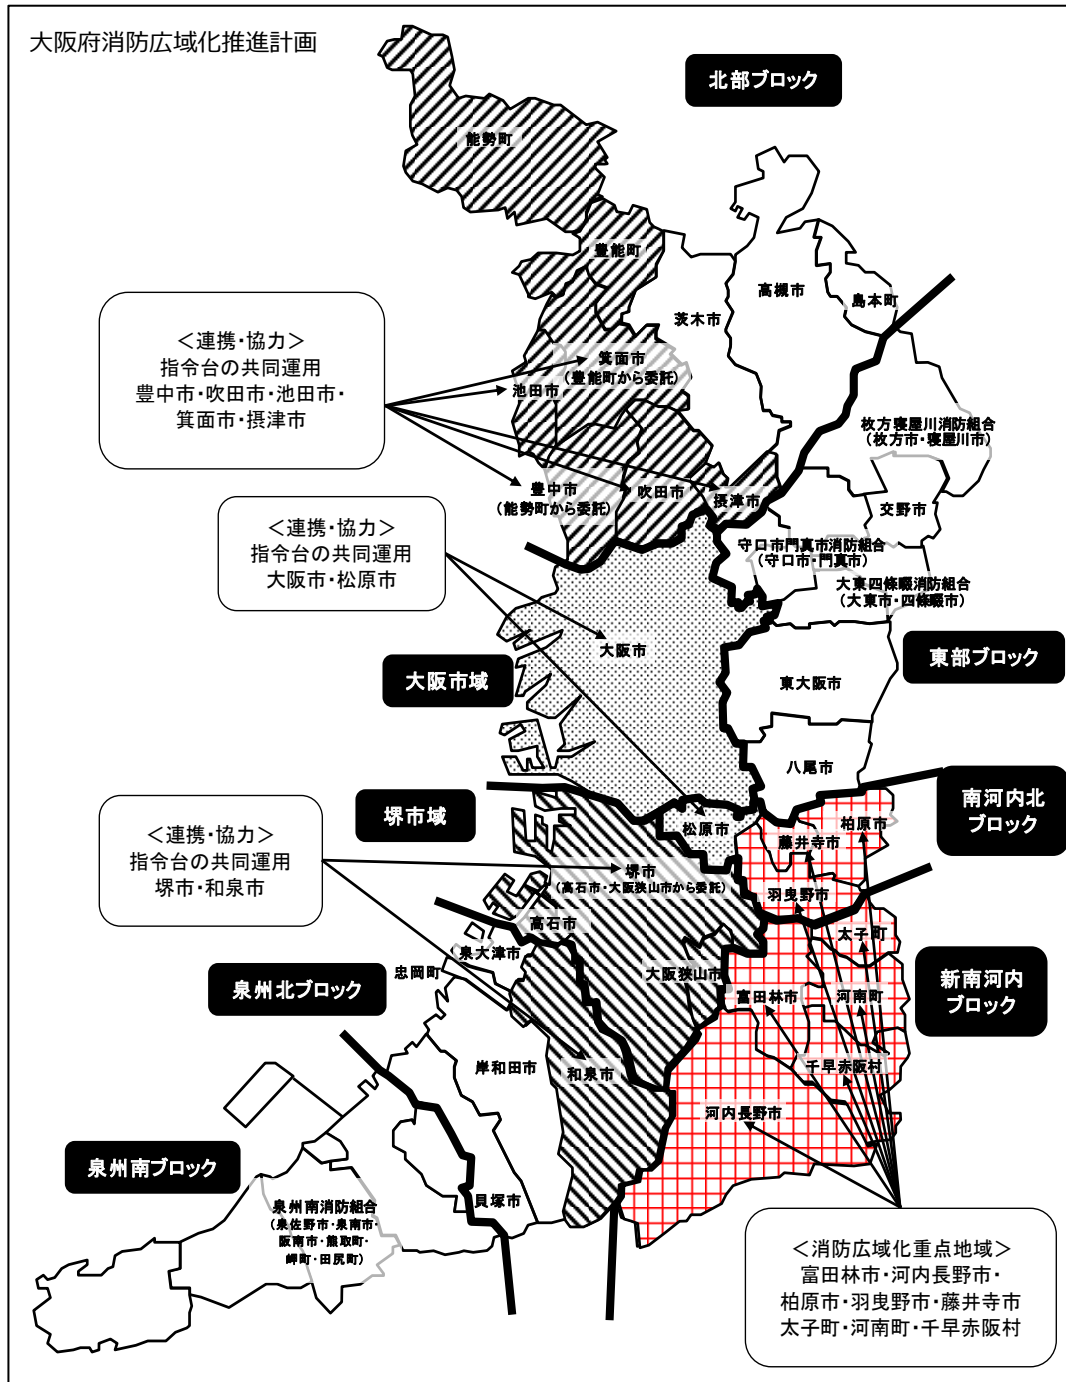 大阪府消防広域化推進計画
北部ブロック
能勢町
豊能町
高槻市
島本町
茨木市
＜連携・協力＞
指令台の共同運用
豊中市・吹田市・池田市・
箕面市・摂津市
箕面市
（豊能町から委託）
池田市
枚方寝屋川消防組合
（枚方市・寝屋川市）
豊中市
（能勢町から委託）
吹田市
摂津市
交野市
＜連携・協力＞
指令台の共同運用
大阪市・松原市
守口市門真市消防組合
（守口市・門真市）
大東四條畷消防組合
（大東市・四條畷市）
大阪市
東部ブロック
大阪市域
東大阪市
八尾市
南河内北
ブロック
堺市域
松原市
柏原市
藤井寺市
＜連携・協力＞
指令台の共同運用
堺市・和泉市
堺市
（高石市・大阪狭山市から委託）
羽曳野市
高石市
太子町
泉大津市
忠岡町
大阪狭山市
新南河内
ブロック
泉州北ブロック
富田林市
河南町
岸和田市
和泉市
千早赤阪村
河内長野市
泉州南ブロック
貝塚市
泉州南消防組合
（泉佐野市・泉南市・
阪南市・熊取町・
岬町・田尻町）
＜消防広域化重点地域＞
富田林市・河内長野市・
柏原市・羽曳野市・藤井寺市
太子町・河南町・千早赤阪村